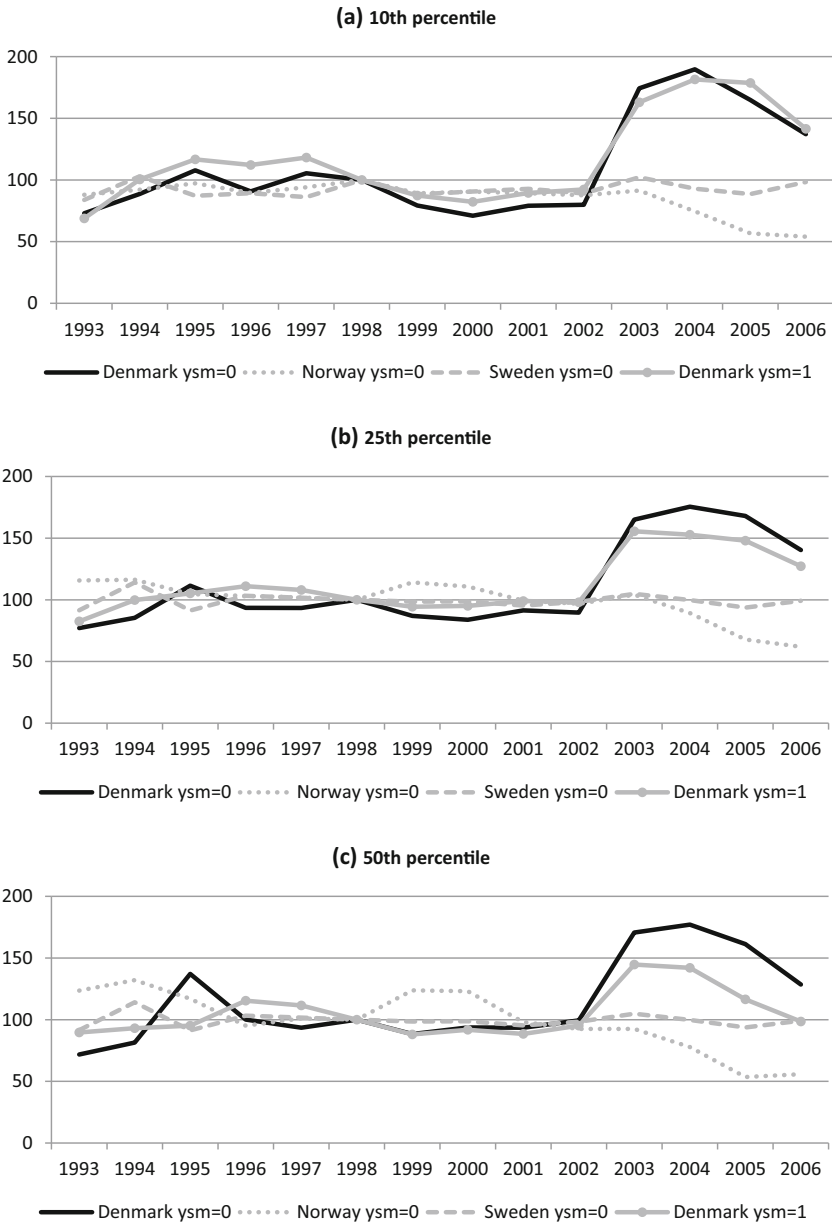 (a) 10th percentile
200
150
100
50
0
1993 1994 1995 1996 1997 1998 1999 2000 2001 2002 2003 2004 2005 2006
Denmark ysm=0 Norway ysm=0 Sweden ysm=0 Denmark ysm=1
(b) 25th percentile
200
150
100
50
0
1993 1994 1995 1996 1997 1998 1999 2000 2001 2002 2003 2004 2005 2006
Denmark ysm=0 Norway ysm=0 Sweden ysm=0 Denmark ysm=1
(c) 50th percentile
200
150
100
50
0
1993 1994 1995 1996 1997 1998 1999 2000 2001 2002 2003 2004 2005 2006
Denmark ysm=0 Norway ysm=0 Sweden ysm=0 Denmark ysm=1